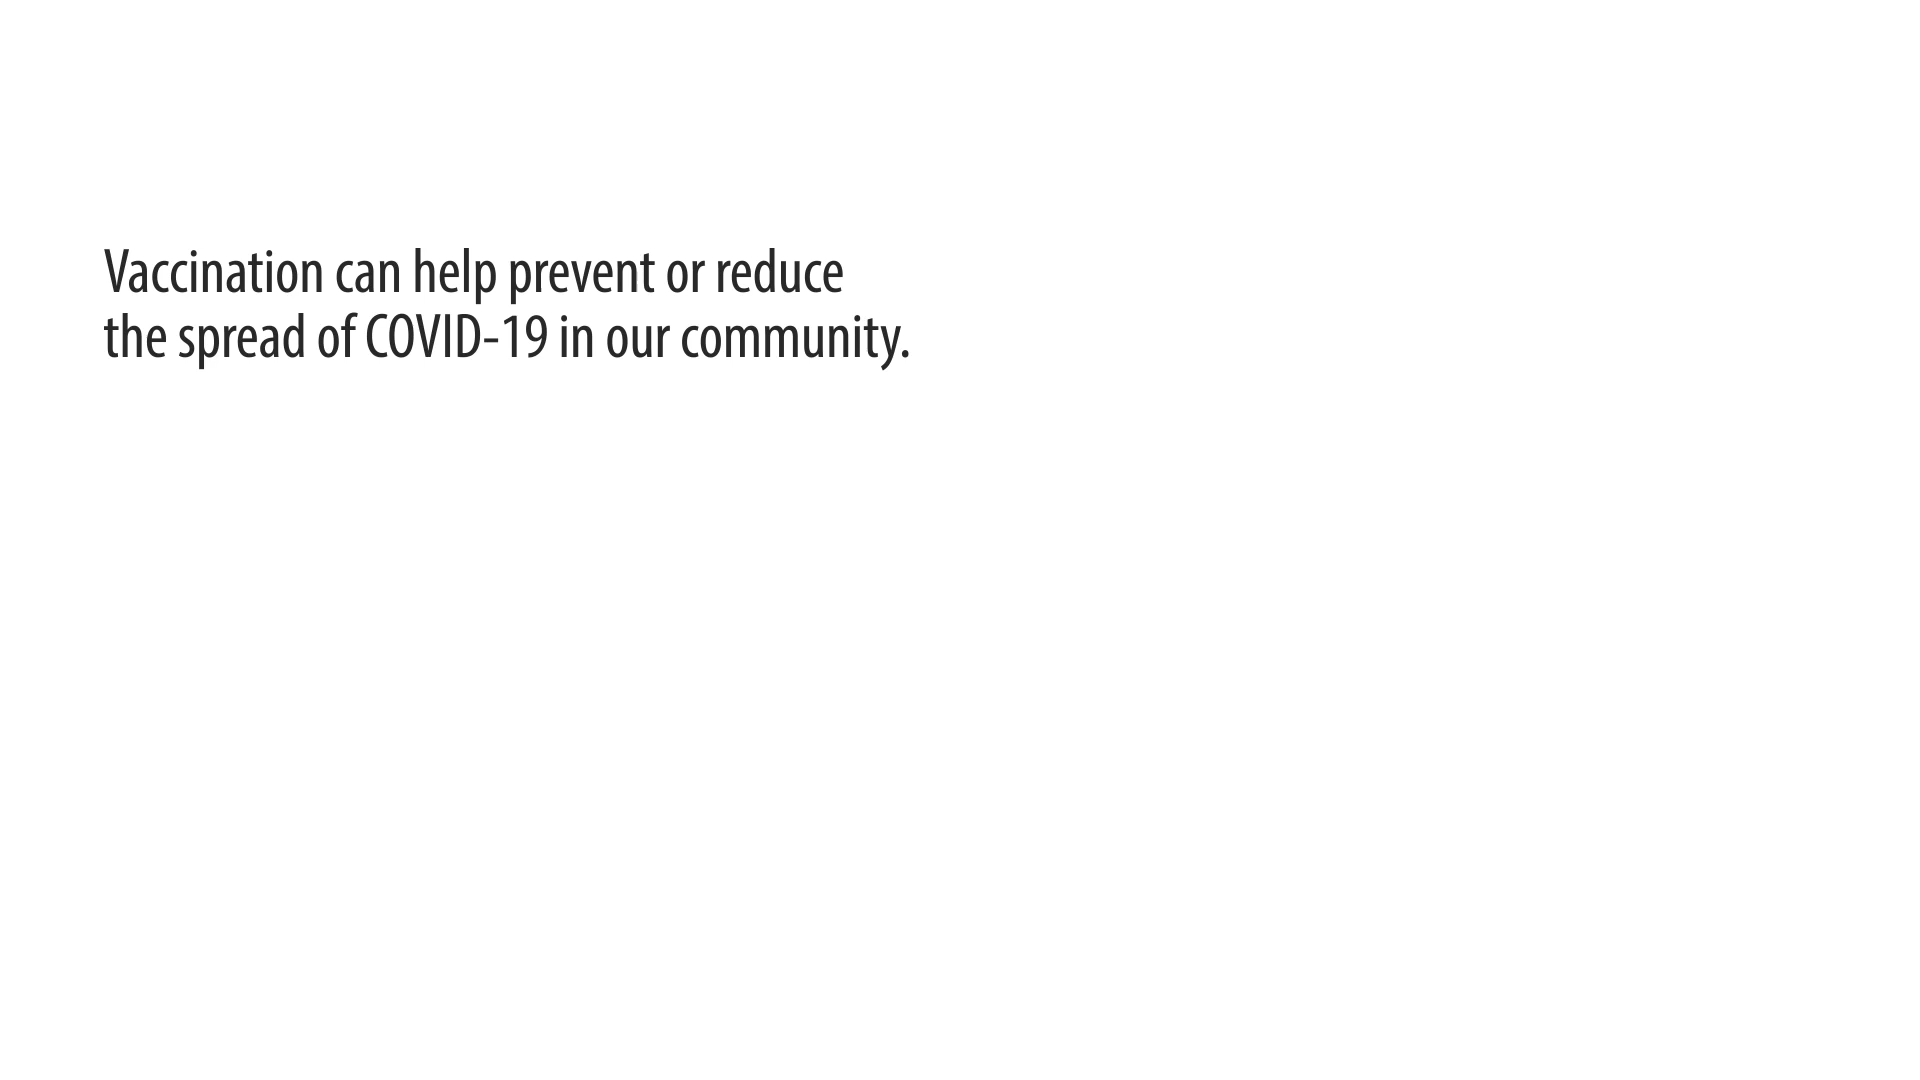 Vaccination can help prevent or reduce
the spread of COVID-19 in our community.